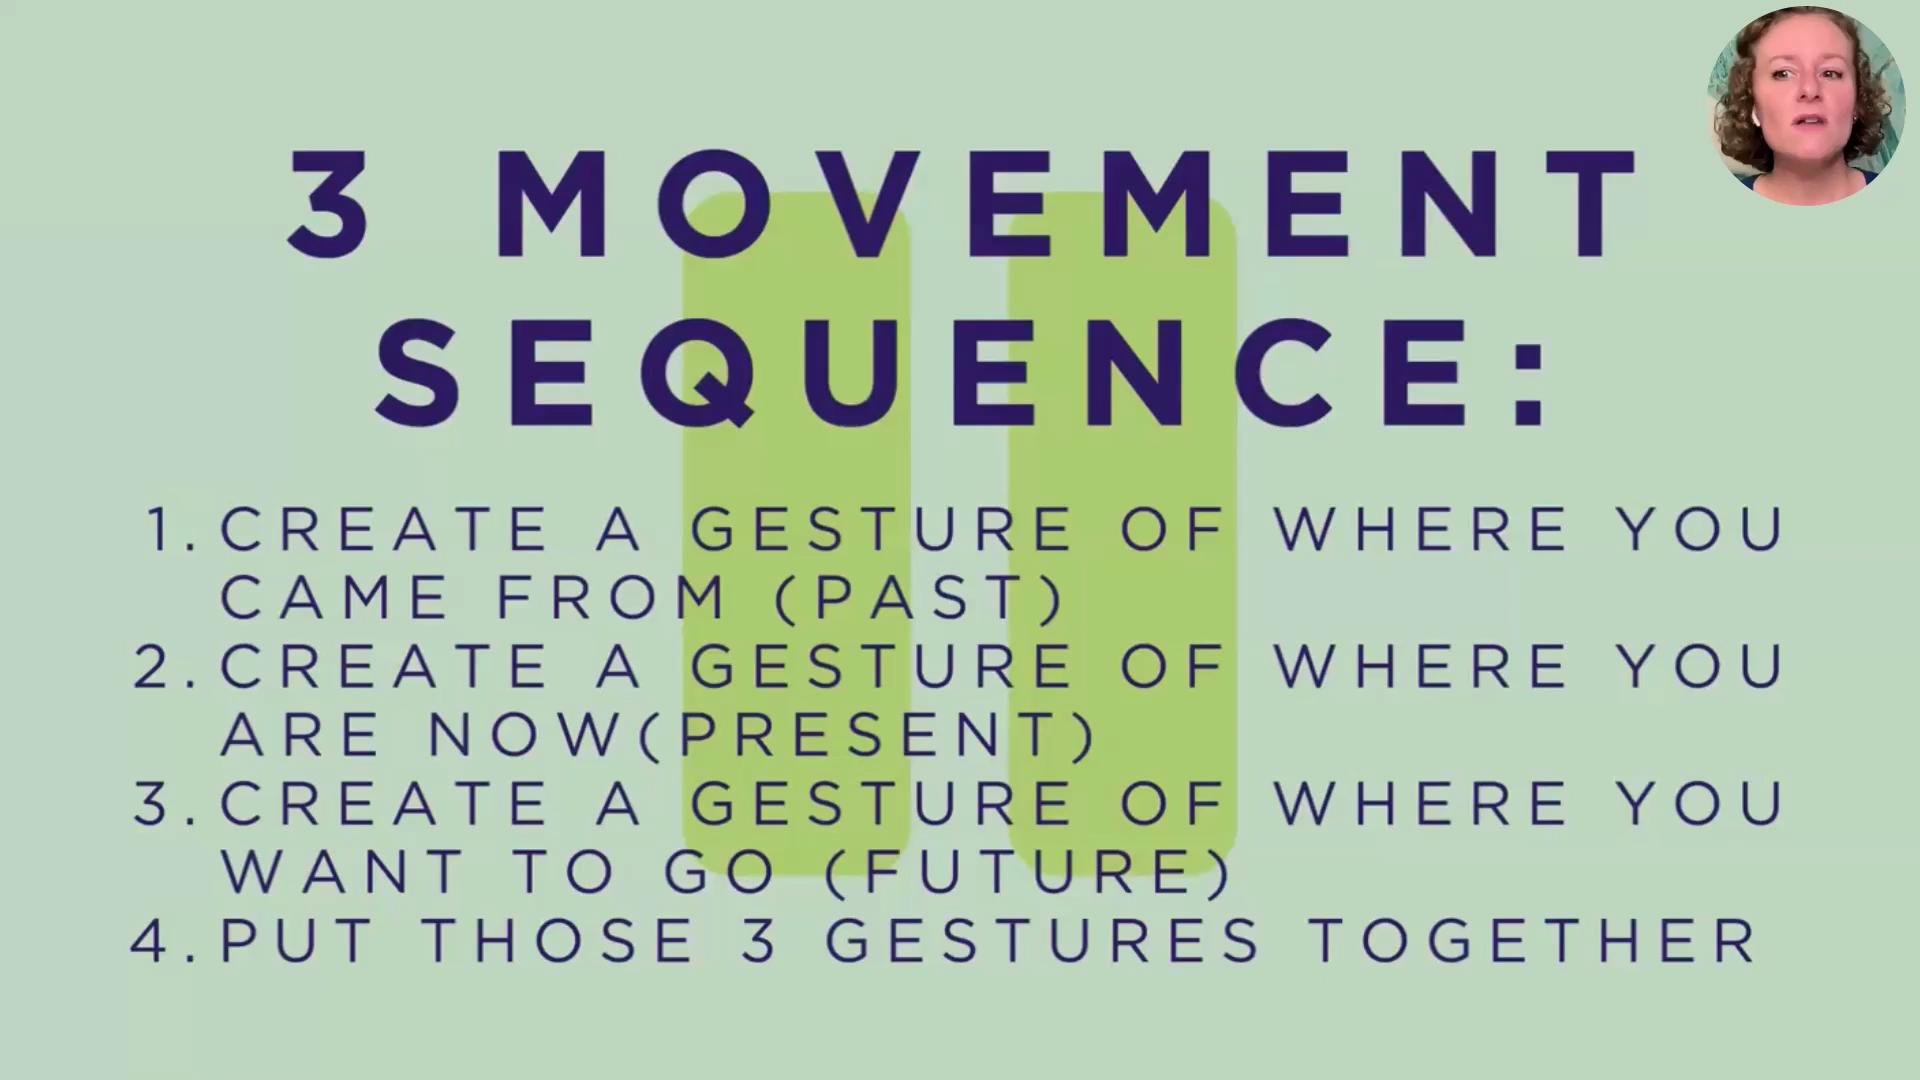 3 MOVEMENT
SEQUENCE:
1. CREATE A GESTURE OF WHERE YOU
CAME FROM (PAST)
2. CREATE A GESTURE OF WHERE YOU
ARE NOW(PRESENT)
3. CREATE A GESTURE OF WHERE YOU
WANT TO GO (FUTURE)
4. PUT THOSE 3 GESTURES TOGETHER